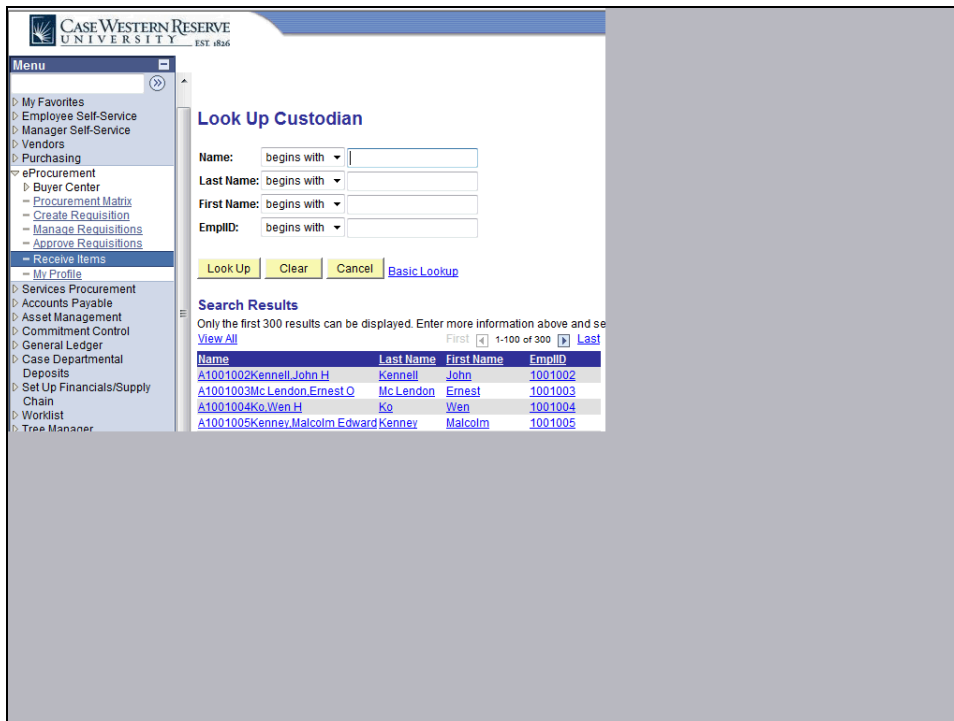 CASE WESTERN RESERVE
UNIVERSITY EST. 1826
Menu
My Favorites
Employee Self-Service
Manager Self-Service
Vendors
Purchasing
eProcurement
Buyer Center
Procurement Matrix
Create Requisition
Manage Requisitions
Approve Requisitions
Receive Items
My Profile
Services Procurement
Accounts Payable
Asset Management
Commitment Control
General Ledger
Case Departmental
Deposits
Set Up Financials/Supply
Chain
Worklist
Tree Manager
Look Up Custodian
Name: begins with
Last Name: begins with
First Name: begins with
EmplID: begins with
Look Up Clear Cancel Basic Lookup
Search Results
Only the first 300 results can be displayed. Enter more information above and se
View All First 1-100 of 300 Last
Name Last Name First Name EmplID
A1001002Kennell,John H Kennell John 1001002
A1001003Mc Lendon,Ernest O Mc Lendon Ernest 1001003
A1001004Ko,Wen H Ko Wen 1001004
A1001005Kenney,Malcolm Edward Kenney Malcolm 1001005